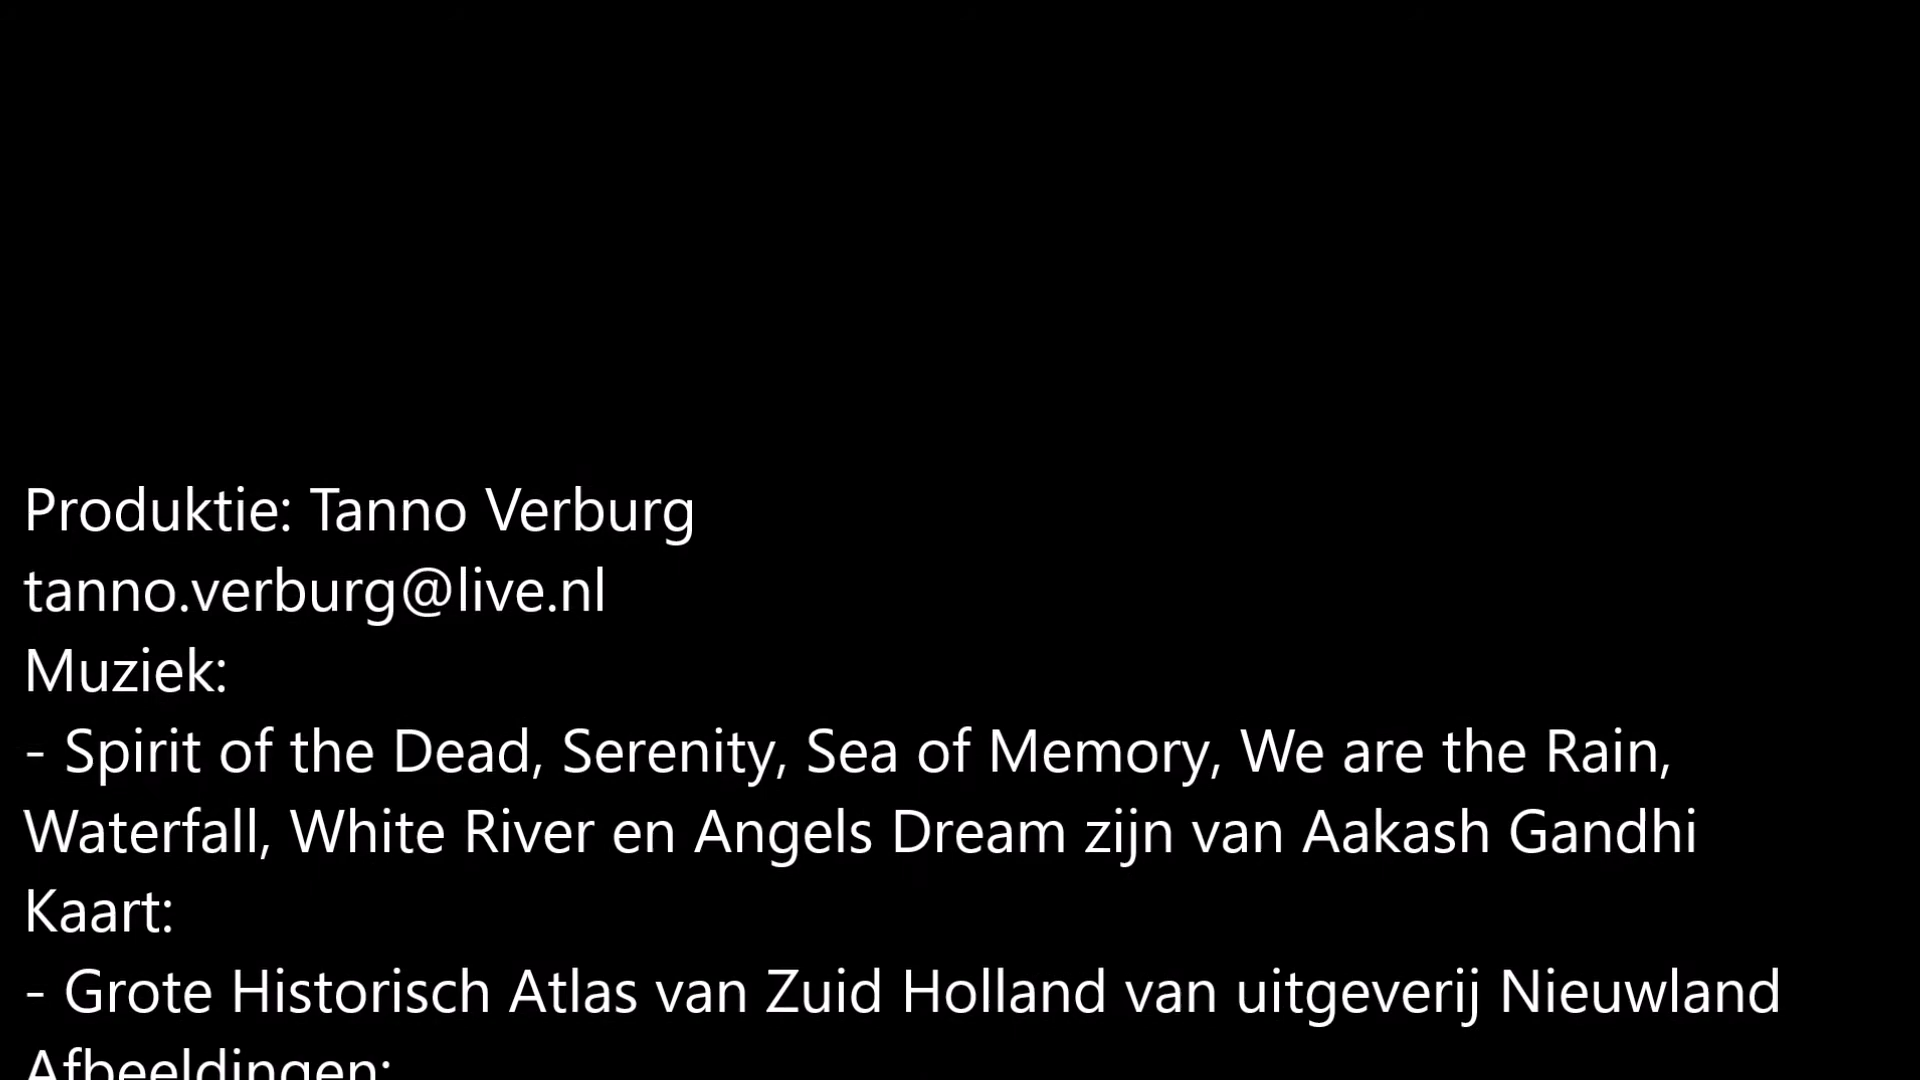 Produktie: Tanno Verburg
tanno.verburg@live.nl
Muziek:
- Spirit of the Dead, Serenity, Sea of Memory, We are the Rain,
Waterfall, White River en Angels Dream zijn van Aakash Gandhi
Kaart:
- Grote Historisch Atlas van Zuid Holland van uitgeverij Nieuwland
Afbeeldingen: